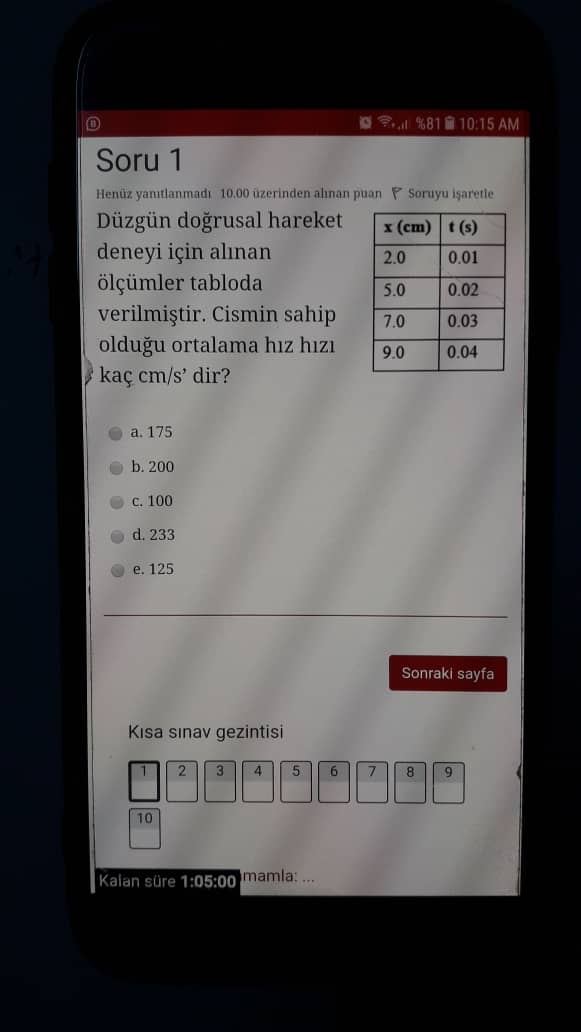 %81 10:15 AM
Soru 1
Henüz yanıtlanmadı 10.00 üzerinden alınan puan Soruyu işaretle
Düzgün doğrusal hareket
deneyi için alınan
ölçümler tabloda
verilmiştir. Cismin sahip
olduğu ortalama hız hızı
kaç cm/s’ dir?
x (cm) t (s)
2.0 0.01
5.0 0.02
7.0 0.03
9.0 0.04
a. 175
b. 200
c. 100
d. 233
e. 125
Sonraki sayfa
Kısa sınav gezintisi
1 2 3 4 5 6 7 8 9
10
Kalan süre 1:05:00 mamla: ...